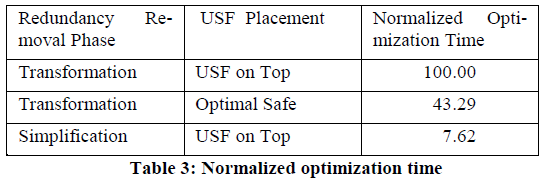 Redundancy Re- USF Placement Normalized Opti-
moval Phase mization Time
Transformation USF on Top 100.00
Transformation Optimal Safe 43.29
Simplification USF on Top 7.62
Table 3: Normalized optimization time